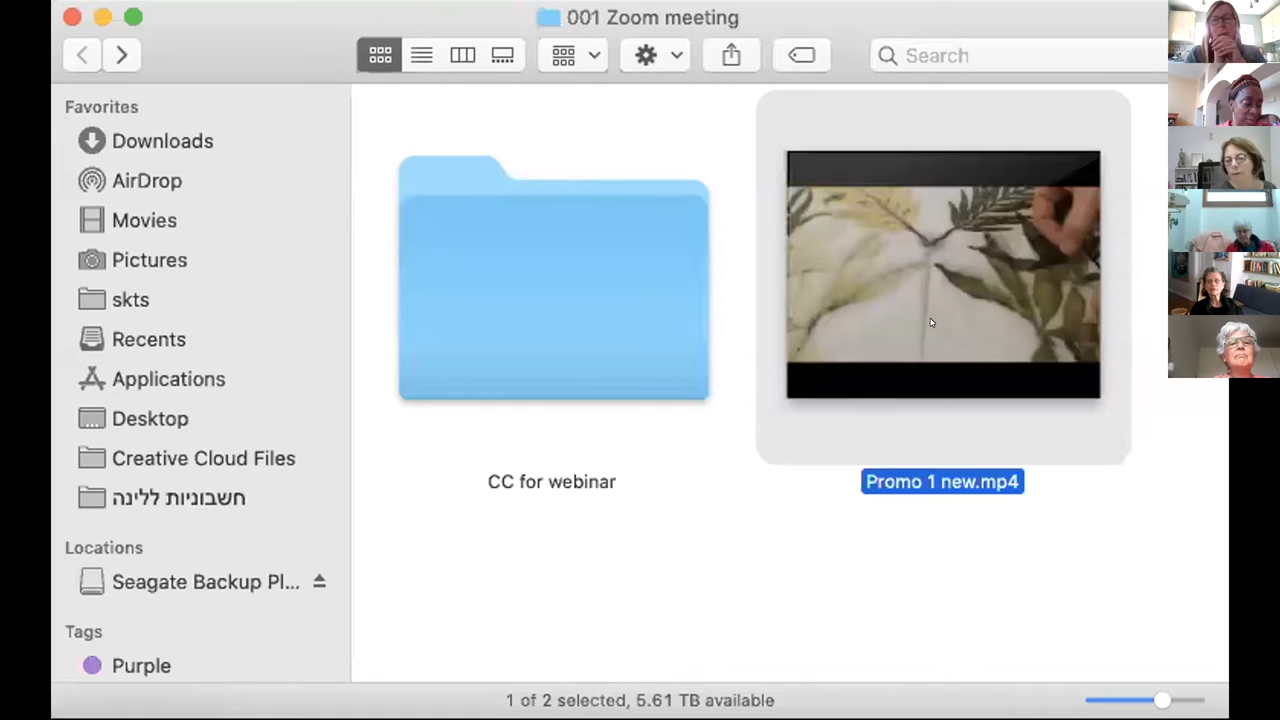 001 Zoom meeting
Search
Favorites
Downloads
AirDrop
Movies
Pictures
skts
Recents
Applications
Desktop
Creative Cloud Files
חשבוניות ללינה
Locations
Seagate Backup Pl...
Tags
Purple
CC for webinar
Promo 1 new.mp4
1 of 2 selected, 5.61 TB available